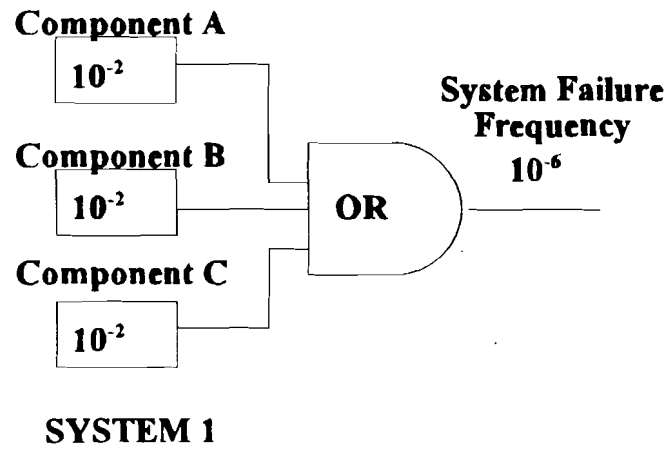 Component A
10⁻²
System Failure
Frequency
10⁻⁶
Component B
10⁻²
OR
Component C
10⁻²
SYSTEM 1